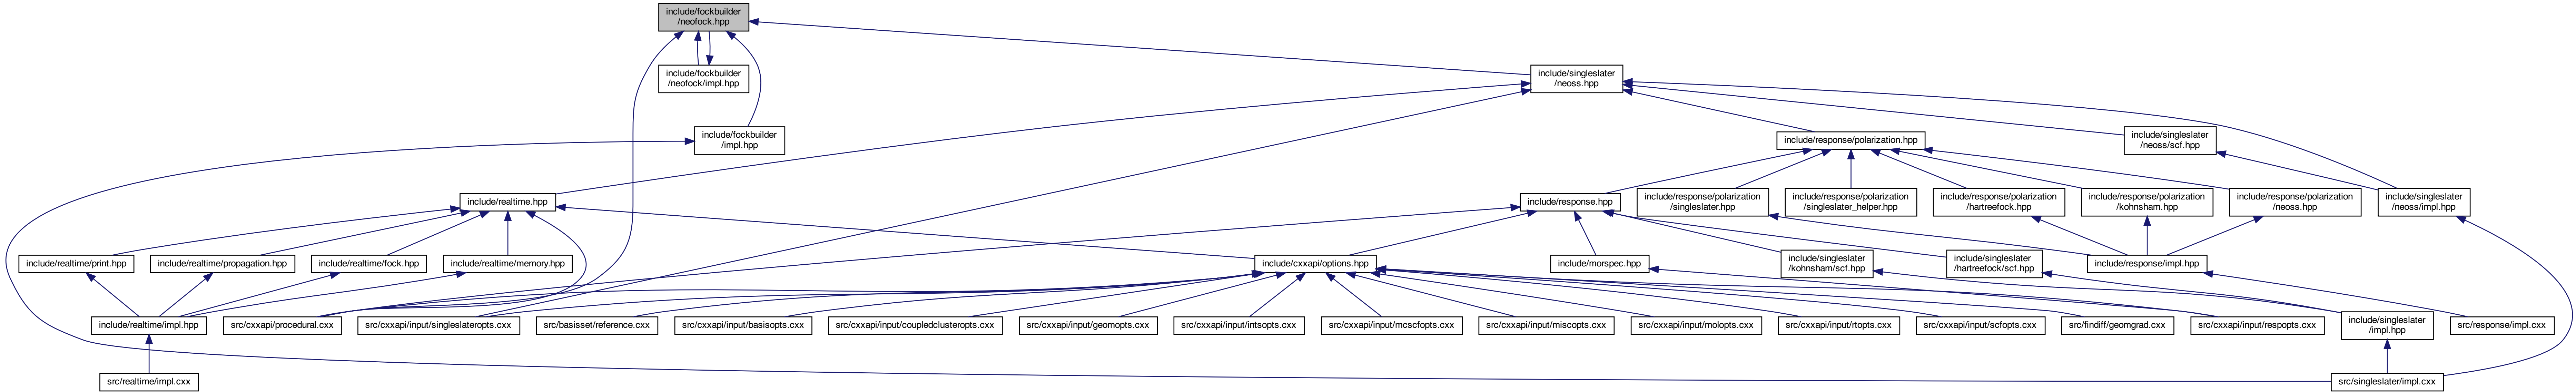 include/fockbuilder
/neofock.hpp
include/fockbuilder
/neofock/impl.hpp
include/singleslater
/neoss.hpp
include/fockbuilder
/impl.hpp
include/response/polarization.hpp
include/singleslater
/neoss/scf.hpp
include/realtime.hpp
include/response.hpp
include/response/polarization
/singleslater.hpp
include/response/polarization
/singleslater_helper.hpp
include/response/polarization
/hartreefock.hpp
include/response/polarization
/kohnsham.hpp
include/response/polarization
/neoss.hpp
include/singleslater
/neoss/impl.hpp
include/realtime/print.hpp
include/realtime/propagation.hpp
include/realtime/fock.hpp
include/realtime/memory.hpp
include/cxxapi/options.hpp
include/morspec.hpp
include/singleslater
/kohnsham/scf.hpp
include/singleslater
/hartreefock/scf.hpp
include/response/impl.hpp
include/realtime/impl.hpp
src/cxxapi/procedural.cxx
src/cxxapi/input/singleslateropts.cxx
src/basisset/reference.cxx
src/cxxapi/input/basisopts.cxx
src/cxxapi/input/coupledclusteropts.cxx
src/cxxapi/input/geomopts.cxx
src/cxxapi/input/intsopts.cxx
src/cxxapi/input/mcscfopts.cxx
src/cxxapi/input/miscopts.cxx
src/cxxapi/input/molopts.cxx
src/cxxapi/input/rtopts.cxx
src/cxxapi/input/scfopts.cxx
src/findiff/geomgrad.cxx
src/cxxapi/input/respopts.cxx
include/singleslater
/impl.hpp
src/response/impl.cxx
src/realtime/impl.cxx
src/singleslater/impl.cxx